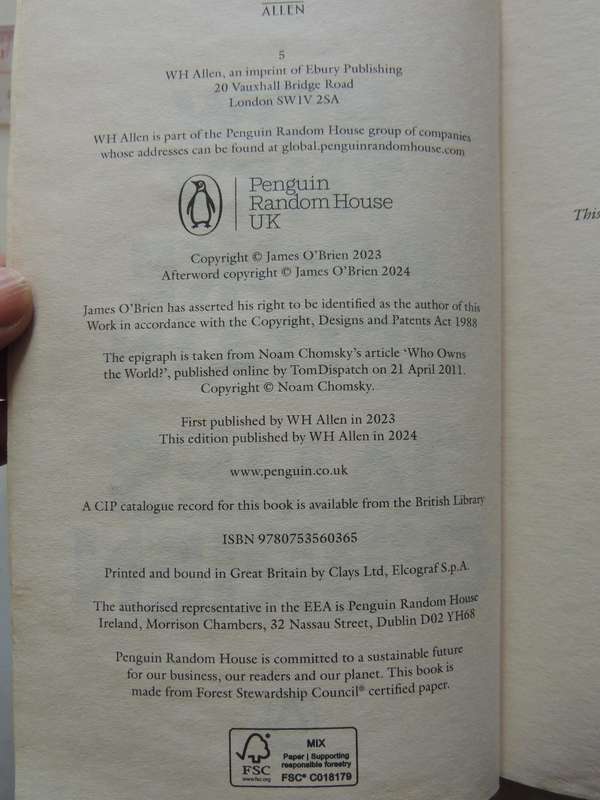 ALLEN
5
WH Allen, an imprint of Ebury Publishing
20 Vauxhall Bridge Road
London SW1V 2SA
WH Allen is part of the Penguin Random House group of companies
whose addresses can be found at global.penguinrandomhouse.com
Penguin
Random House
UK
Copyright © James O'Brien 2023
Afterword copyright © James O'Brien 2024
James O'Brien has asserted his right to be identified as the author of this
Work in accordance with the Copyright, Designs and Patents Act 1988
The epigraph is taken from Noam Chomsky's article 'Who Owns
the World?', published online by TomDispatch on 21 April 2011.
Copyright © Noam Chomsky.
First published by WH Allen in 2023
This edition published by WH Allen in 2024
www.penguin.co.uk
A CIP catalogue record for this book is available from the British Library
ISBN 9780753560365
Printed and bound in Great Britain by Clays Ltd, Elcograf S.p.A.
The authorised representative in the EEA is Penguin Random House
Ireland, Morrison Chambers, 32 Nassau Street, Dublin D02 YH68
Penguin Random House is committed to a sustainable future
for our business, our readers and our planet. This book is
made from Forest Stewardship Council® certified paper.
FSC
www.fsc.org
MIX
Paper | Supporting
responsible forestry
FSC® C018179
This